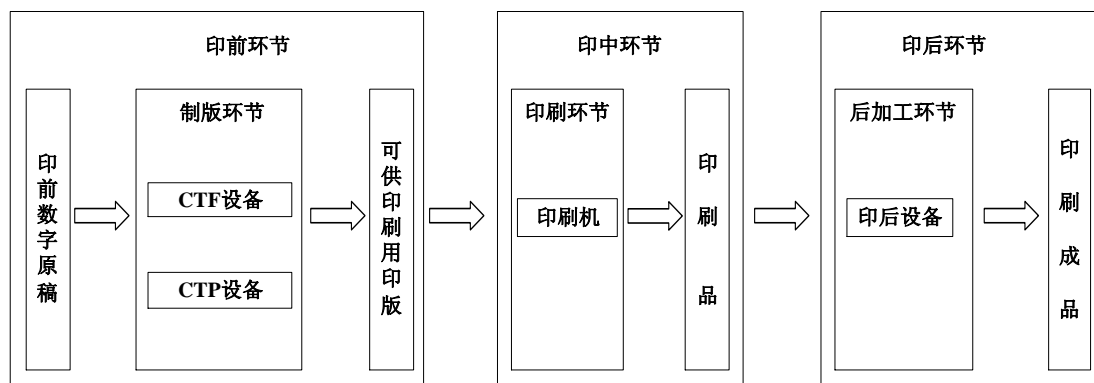 印前环节
印前数字原稿
制版环节
CTF设备
CTP设备
可供印刷用印版
印中环节
印刷环节
印刷机
印刷品
印后环节
后加工环节
印后设备
印刷成品